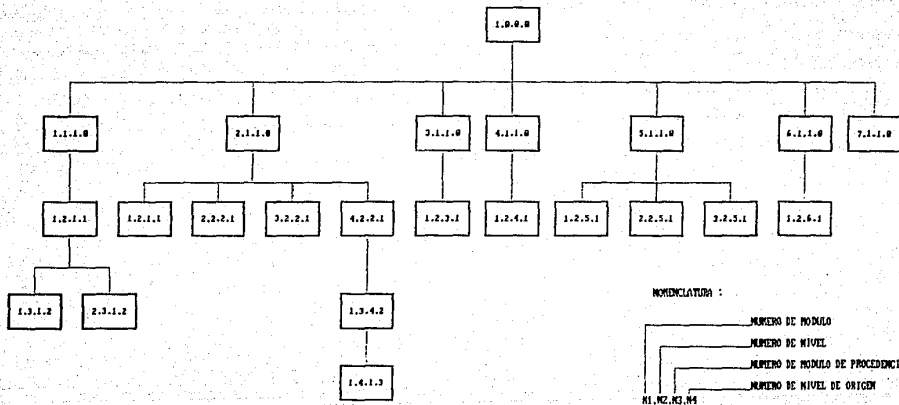 1.0.0.0
1.1.1.0 2.1.1.0 3.1.1.0 4.1.1.0 5.1.1.0 6.1.1.0 7.1.1.0
1.2.1.1 1.2.1.1 2.2.2.1 3.2.2.1 4.2.2.1 1.2.3.1 1.2.4.1 1.2.5.1 2.2.5.1 3.2.5.1 1.2.6.1
1.3.1.2 2.3.1.2 1.3.4.2
1.4.1.3
NOMENCLATURA :
NUMERO DE MODULO
NUMERO DE NIVEL
NUMERO DE MODULO DE PROCEDENCI
NUMERO DE NIVEL DE ORIGEN
N1.N2.N3.N4